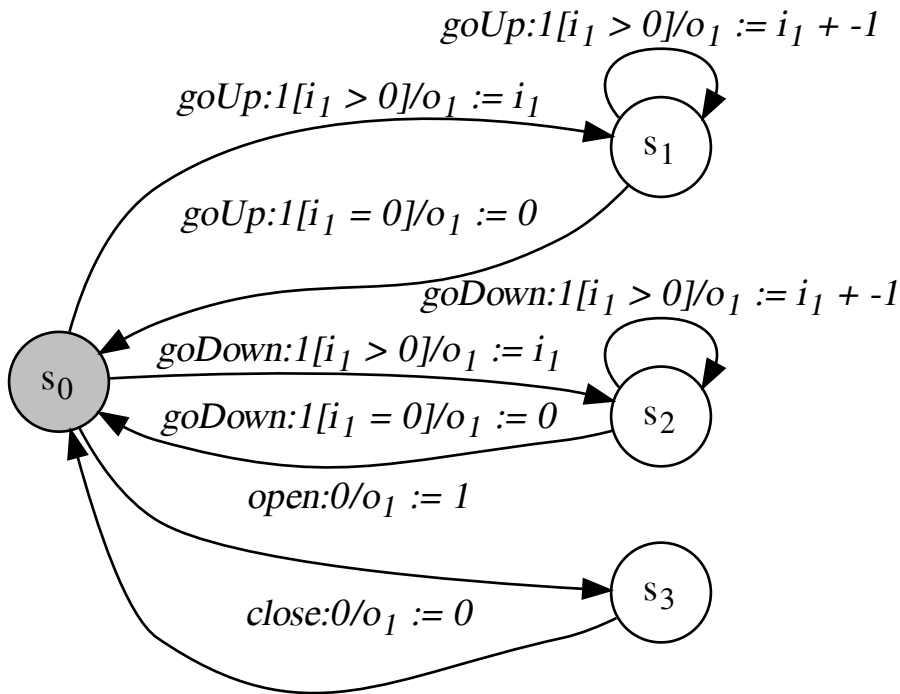 goUp:1[i₁ > 0]/o₁ := i₁ + -1
goUp:1[i₁ > 0]/o₁ := i₁
s₁
goUp:1[i₁ = 0]/o₁ := 0
goDown:1[i₁ > 0]/o₁ := i₁ + -1
goDown:1[i₁ > 0]/o₁ := i₁
s₀
goDown:1[i₁ = 0]/o₁ := 0
s₂
open:0/o₁ := 1
s₃
close:0/o₁ := 0